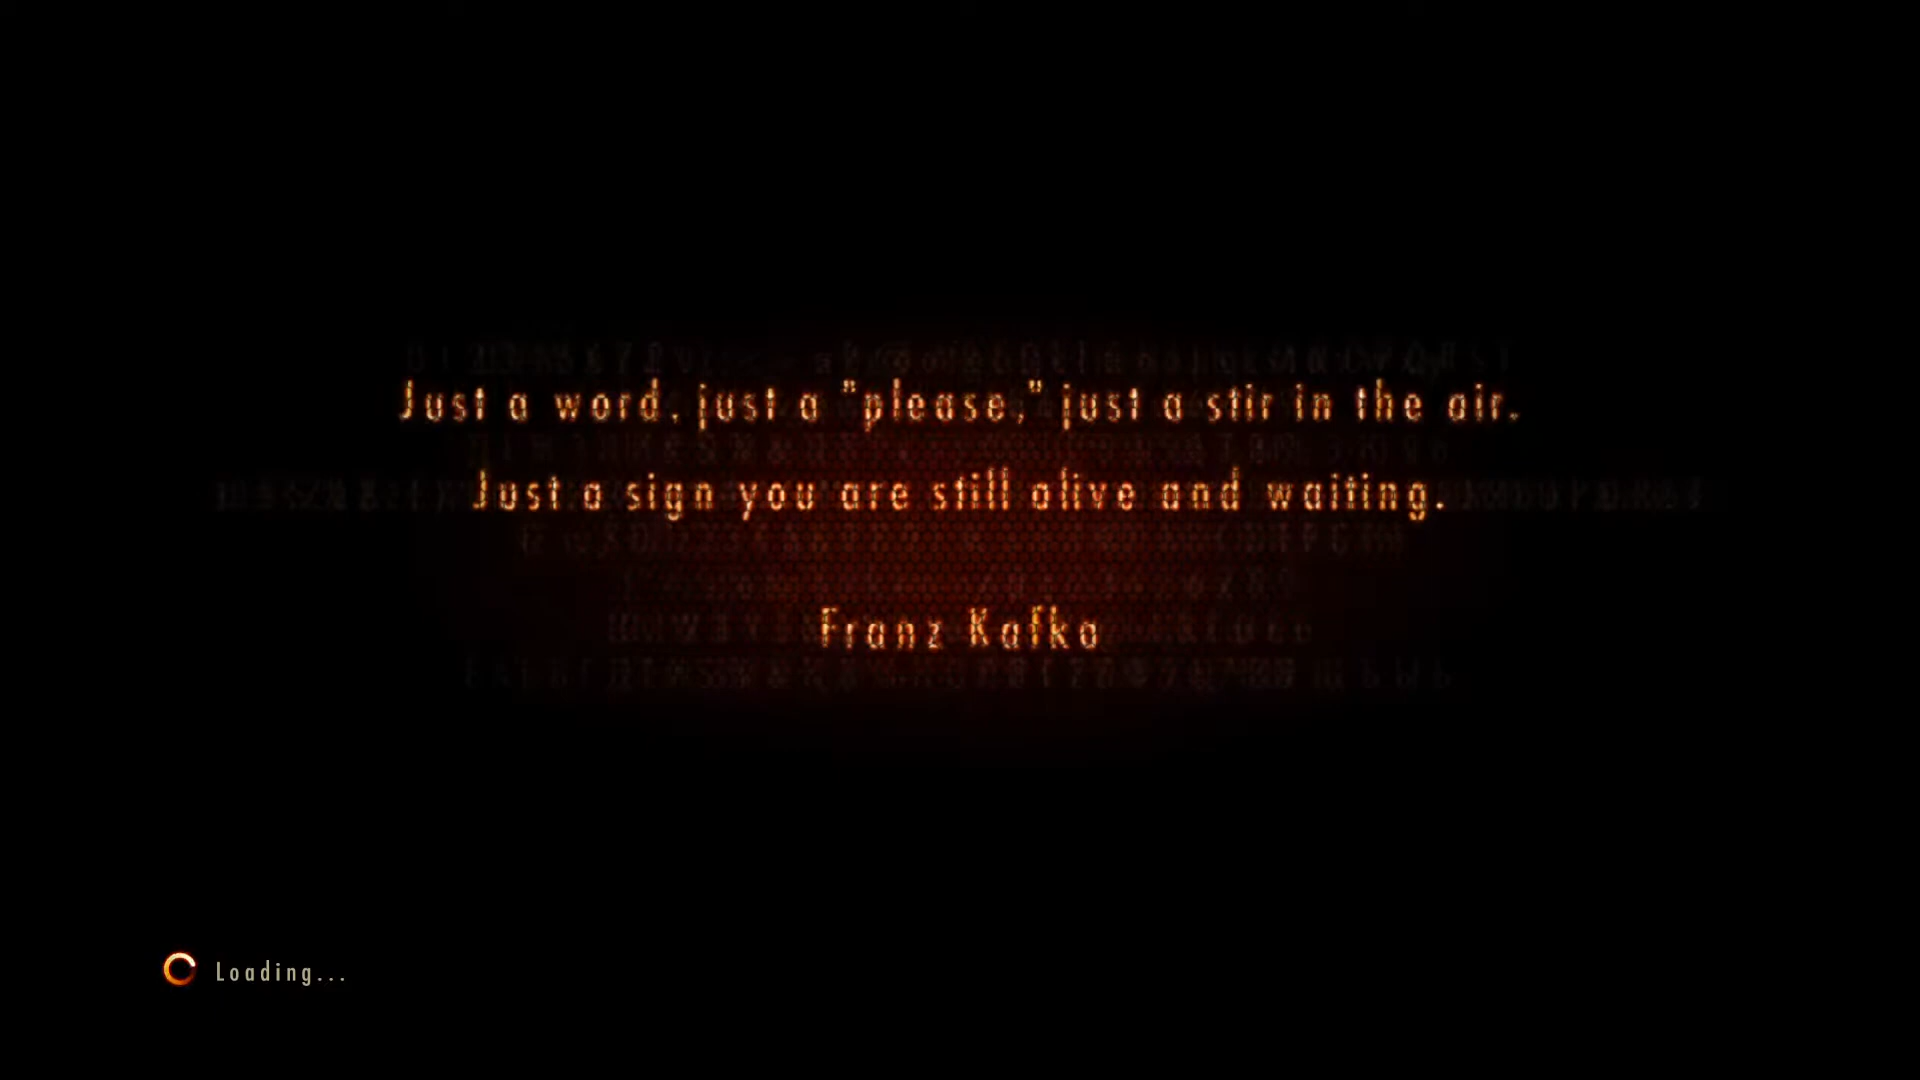 Just a word, just a "please," just a stir in the air.
Just a sign you are still alive and waiting.
Franz Kafka
Loading...